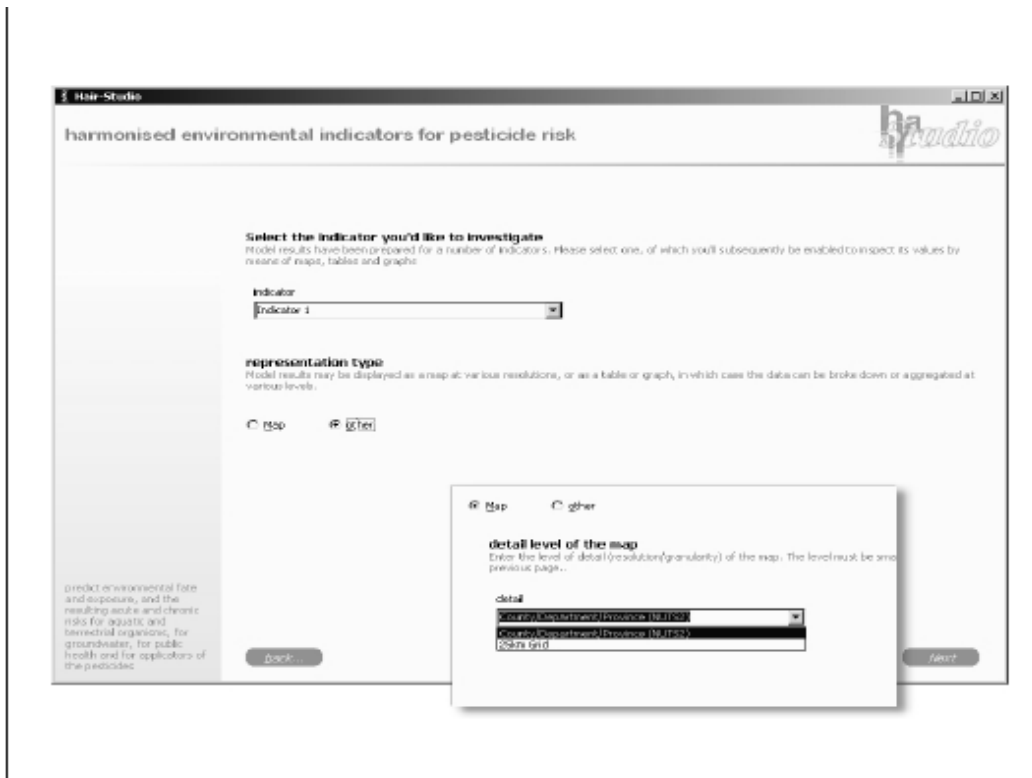 Hair-Studio
harmonised environmental indicators for pesticide risk
hair studio
Select the indicator you'd like to investigate
Model results have been prepared for a number of indicators. Please select one, of which you'll subsequently be enabled to inspect its values by
means of maps, tables and graphs
indicator
Indicator 1
representation type
Model results may be displayed as a map at various resolutions, or as a table or graph, in which case the data can be broke down or aggregated at
various levels.
Map other
Map other
detail level of the map
Enter the level of detail (resolution/granularity) of the map. The level must be sma
previous page..
detail
County/Department/Province (NUTS2)
County/Department/Province (NUTS2)
25km Grid
predict environmental fate
and exposure, and the
resulting acute and chronic
risks for aquatic and
terrestrial organisms, for
groundwater, for public
health and for applicators of
the pesticides
back...
Next